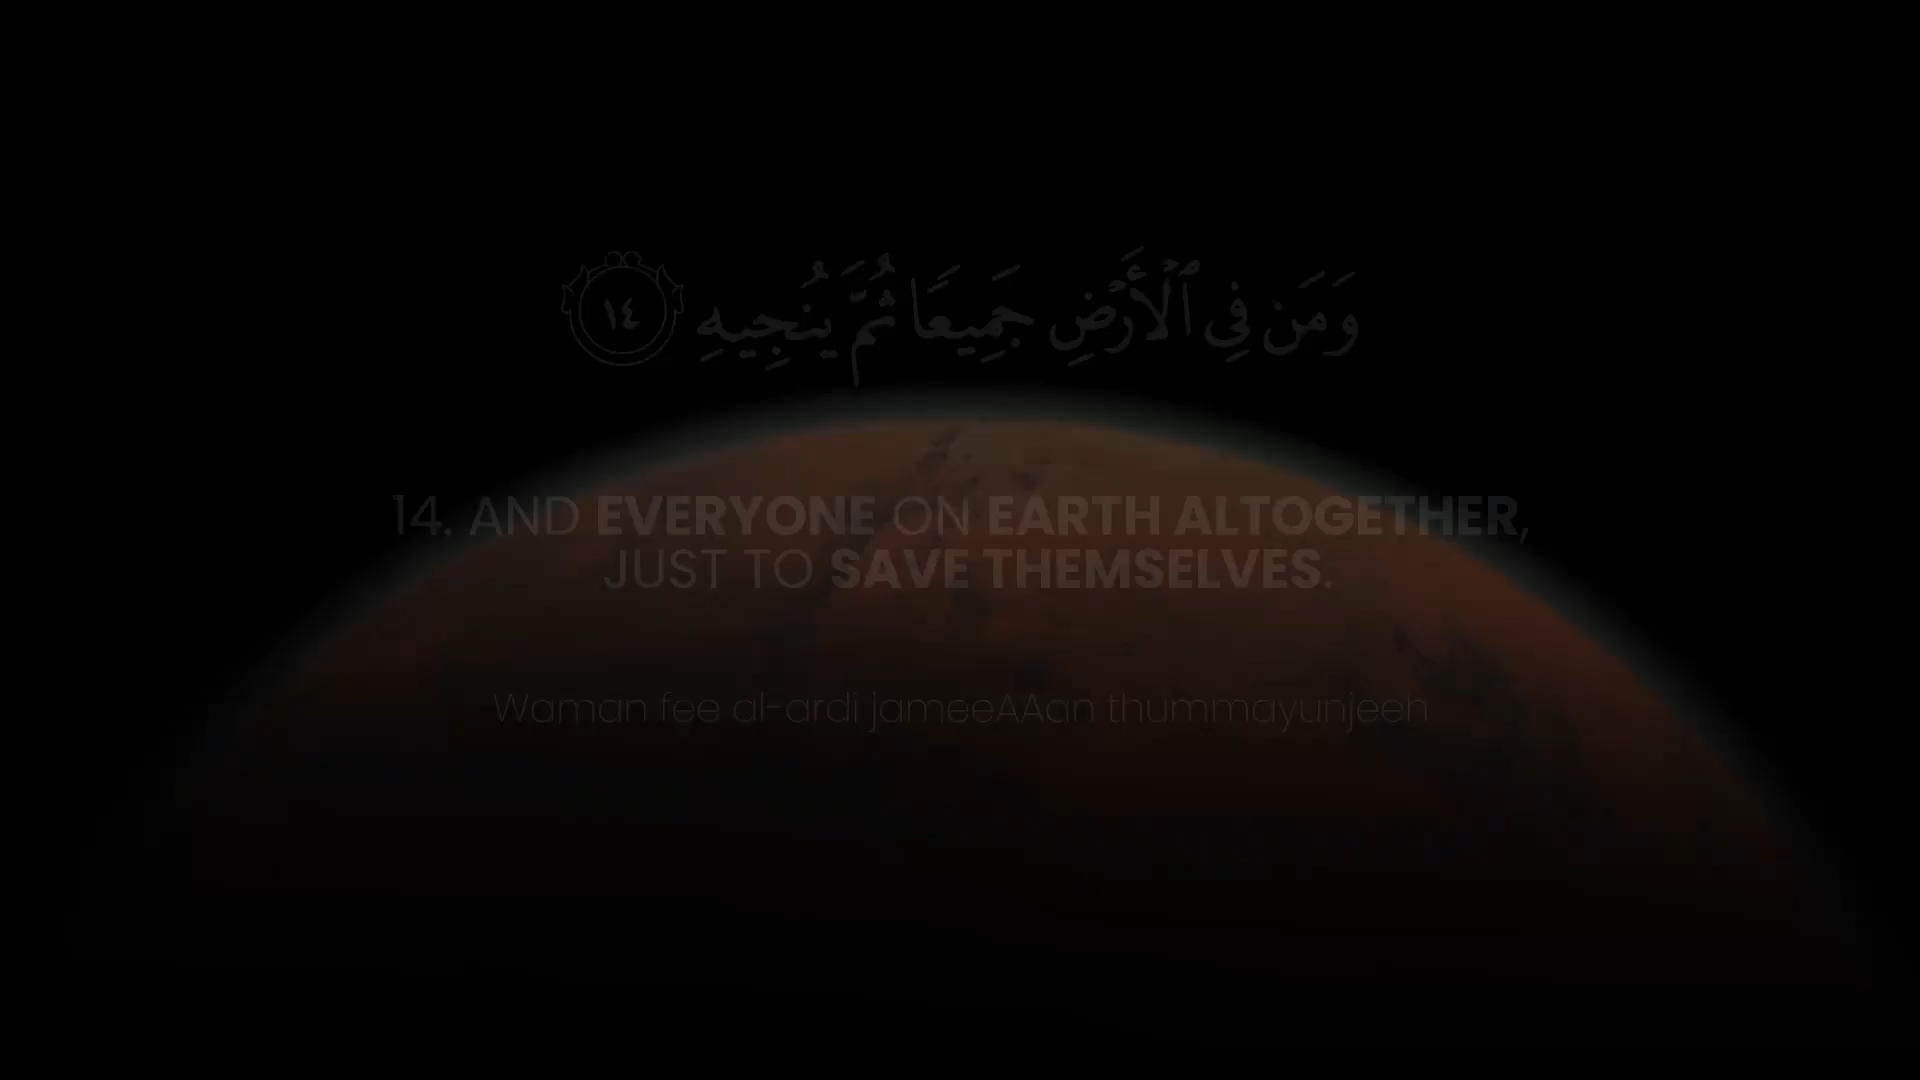 وَمَن فِى ٱلْأَرْضِ جَمِيعًا ثُمَّ يُنجِيهِ ١٤
14. AND EVERYONE ON EARTH ALTOGETHER,
JUST TO SAVE THEMSELVES.
Waman fee al-ardi jameeAAan thummayunjeeh